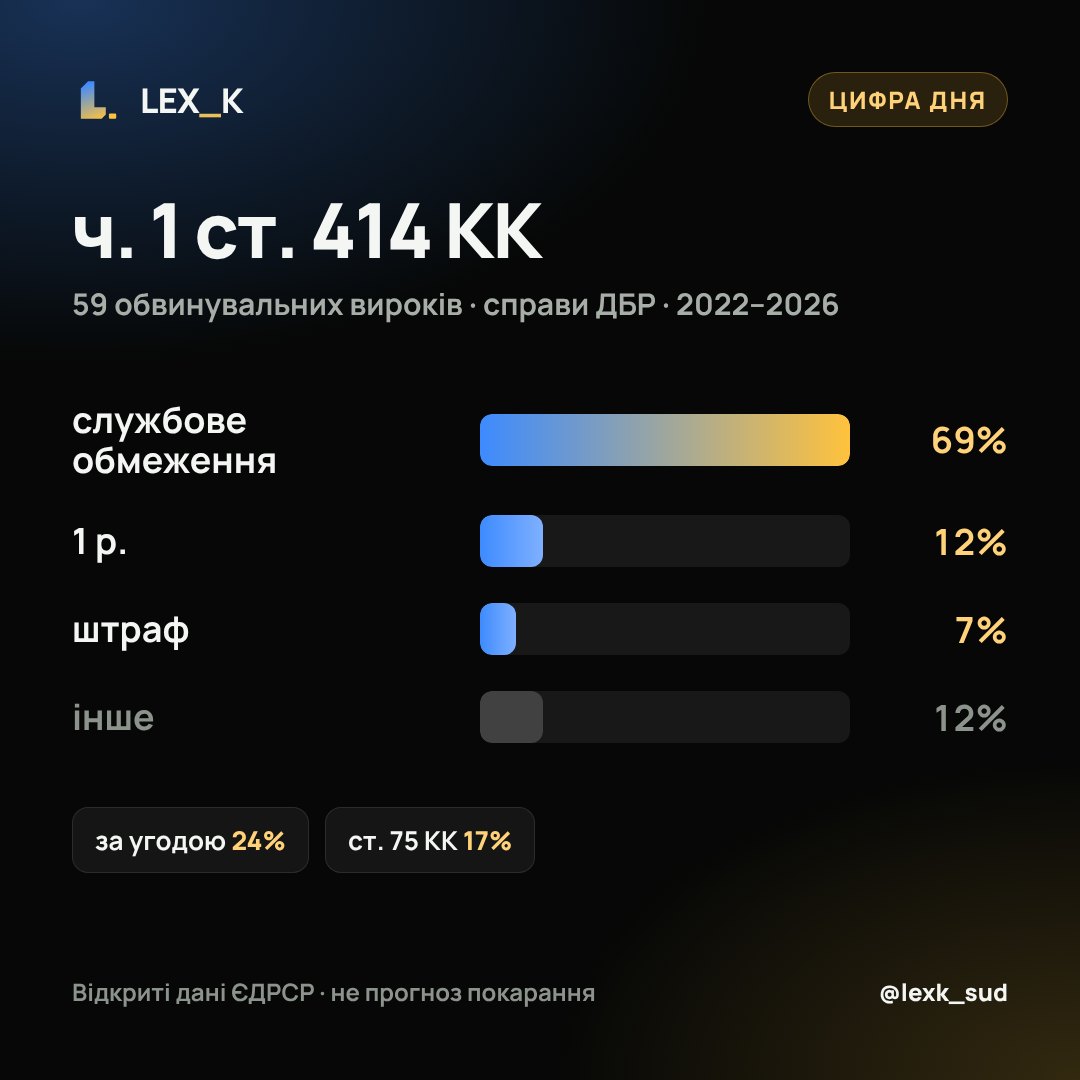 LEX_K
ЦИФРА ДНЯ
ч. 1 ст. 414 КК
59 обвинувальних вироків · справи ДБР · 2022–2026
службове
обмеження
69%
1 р.
12%
штраф
7%
інше
12%
за угодою 24%
ст. 75 КК 17%
Відкриті дані ЄДРСР · не прогноз покарання
@lexk_sud